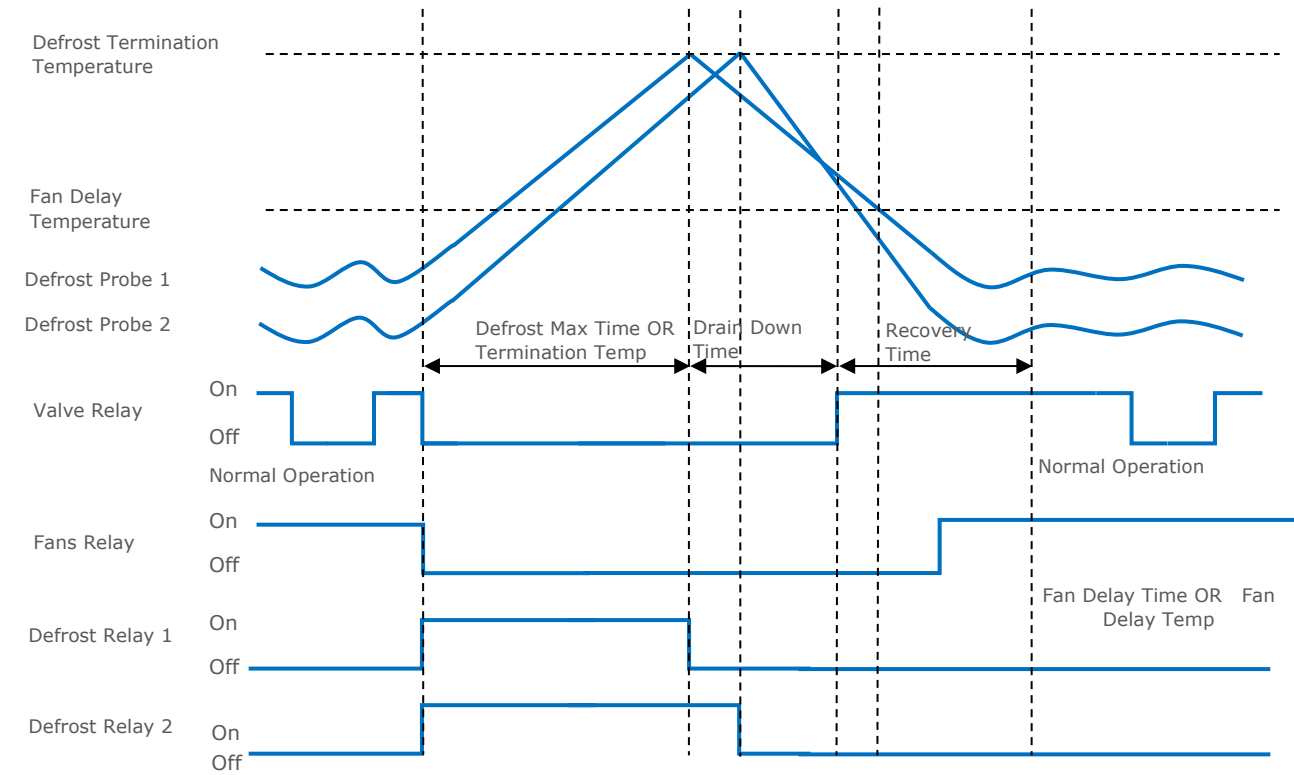 Defrost Termination
Temperature
Fan Delay
Temperature
Defrost Probe 1
Defrost Probe 2
Defrost Max Time OR
Termination Temp
Drain Down
Time
Recovery
Time
On
Valve Relay
Off
Normal Operation
Normal Operation
On
Fans Relay
Off
Fan Delay Time OR Fan
Delay Temp
On
Defrost Relay 1
Off
Defrost Relay 2
On
Off